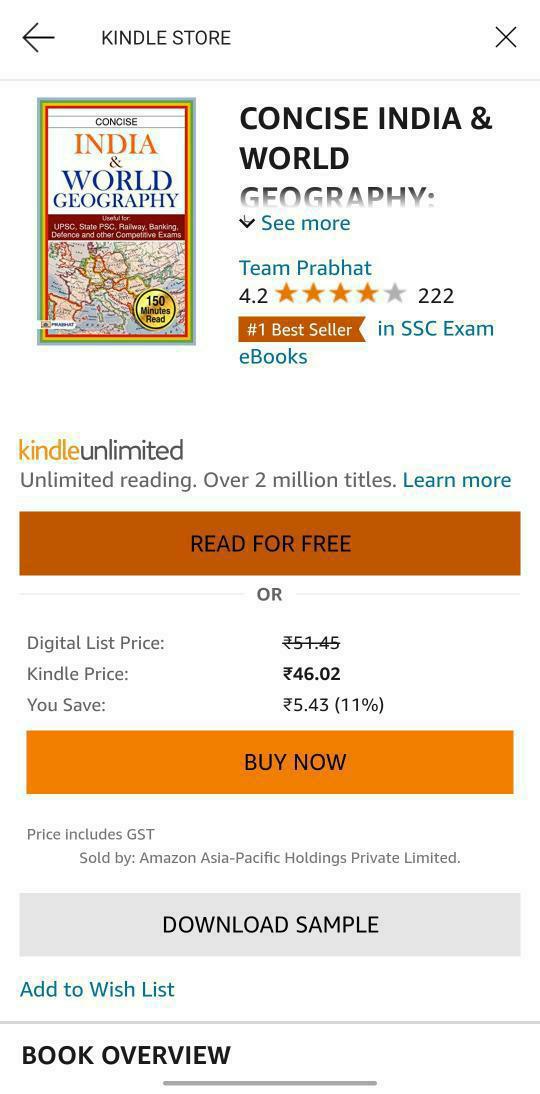 KINDLE STORE
CONCISE
INDIA
&
WORLD
GEOGRAPHY
Useful for:
UPSC, State PSC, Railway, Banking,
Defence and other Competitive Exams
150
Minutes
Read
PRABHAT
CONCISE INDIA &
WORLD
GEOGRAPHY:
See more
Team Prabhat
4.2 222
#1 Best Seller in SSC Exam
eBooks
kindleunlimited
Unlimited reading. Over 2 million titles. Learn more
READ FOR FREE
OR
Digital List Price: ₹51.45
Kindle Price: ₹46.02
You Save: ₹5.43 (11%)
BUY NOW
Price includes GST
Sold by: Amazon Asia-Pacific Holdings Private Limited.
DOWNLOAD SAMPLE
Add to Wish List
BOOK OVERVIEW